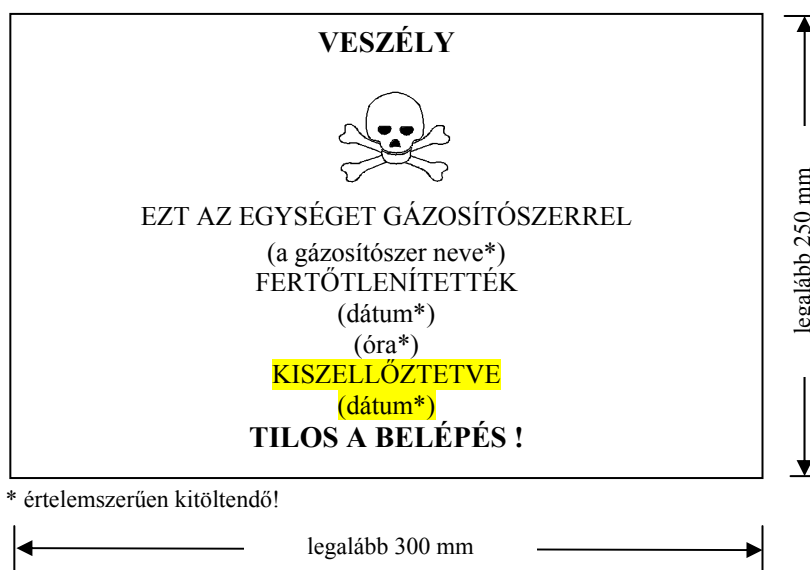 VESZÉLY
EZT AZ EGYSÉGET GÁZOSÍTÓSZERREL
(a gázosítószer neve*)
FERTŐTLENÍTETTÉK
(dátum*)
(óra*)
KISZELLŐZTETVE
(dátum*)
TILOS A BELÉPÉS !
legalább 250 mm
* értelemszerűen kitöltendő!
legalább 300 mm